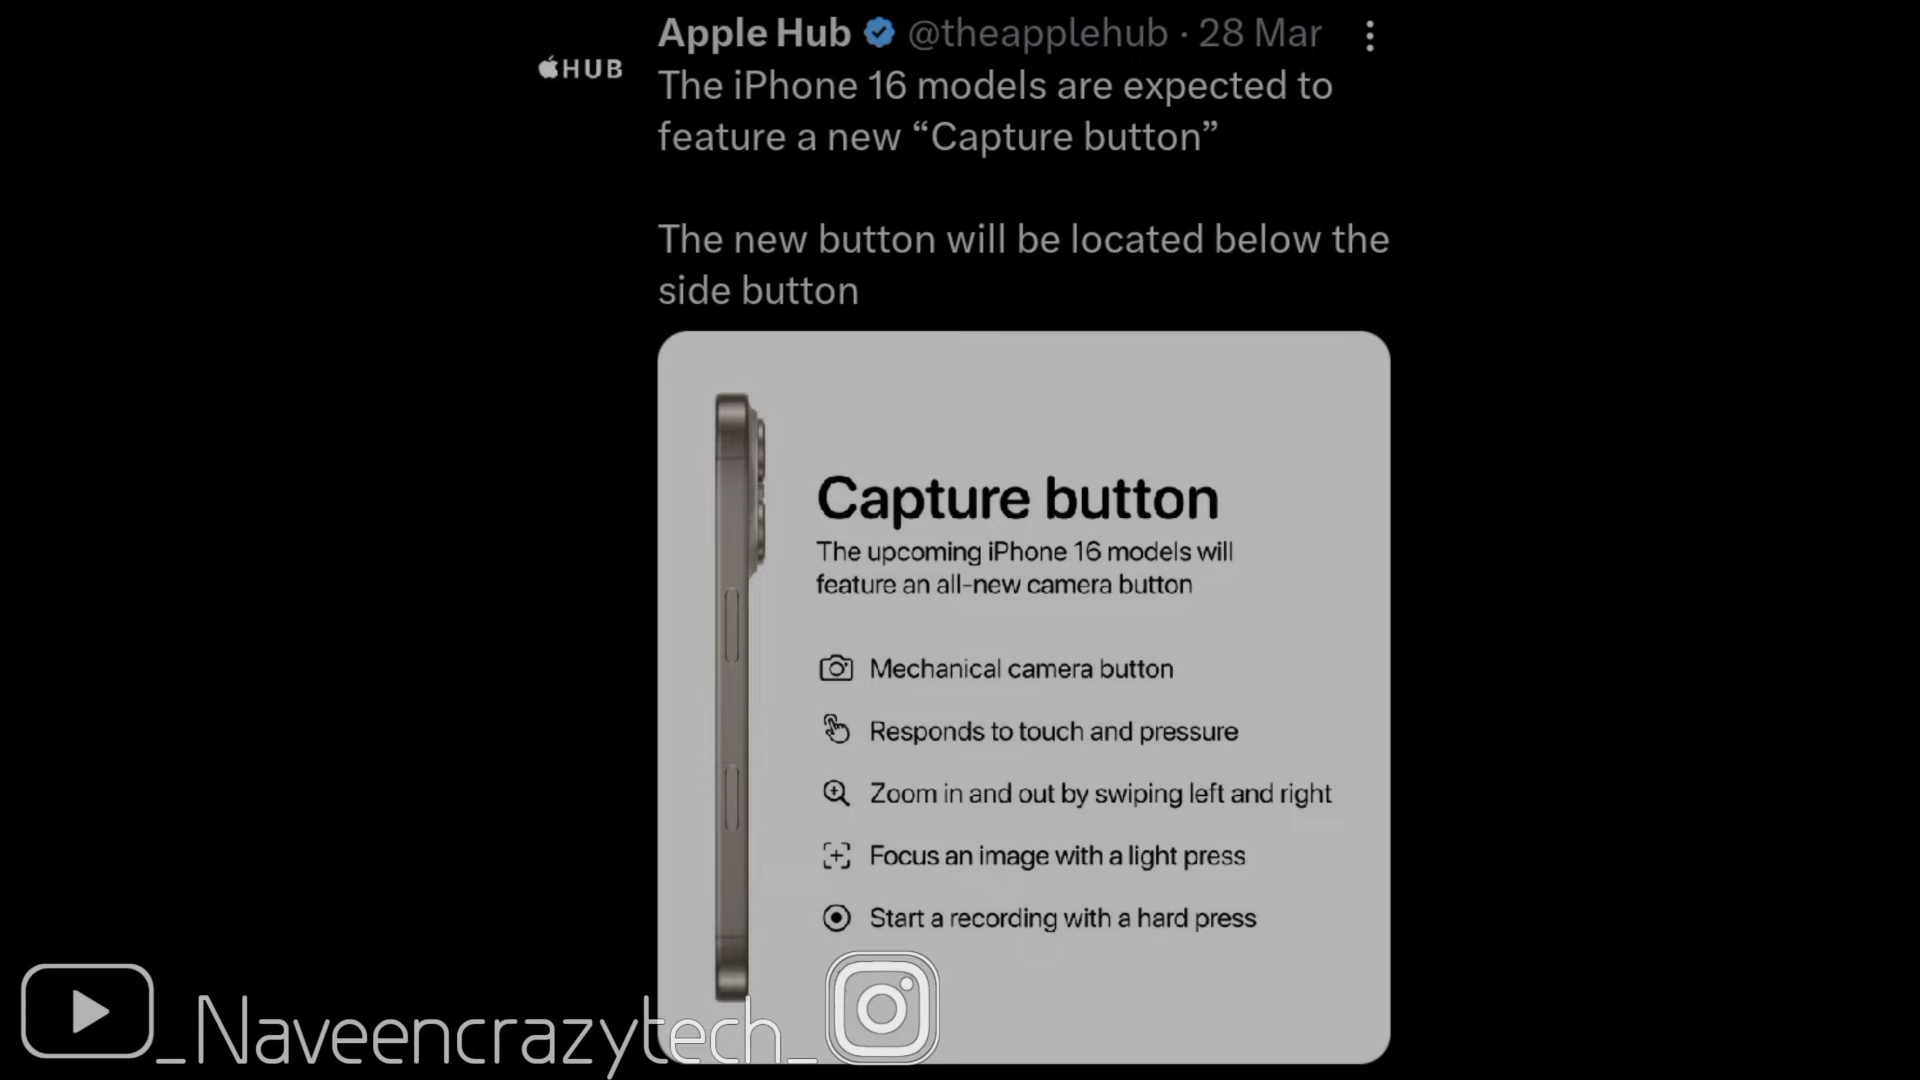 Apple Hub @theapplehub · 28 Mar
HUB
The iPhone 16 models are expected to
feature a new “Capture button”
The new button will be located below the
side button
Capture button
The upcoming iPhone 16 models will
feature an all-new camera button
Mechanical camera button
Responds to touch and pressure
Zoom in and out by swiping left and right
Focus an image with a light press
Start a recording with a hard press
_Naveencrazytech_